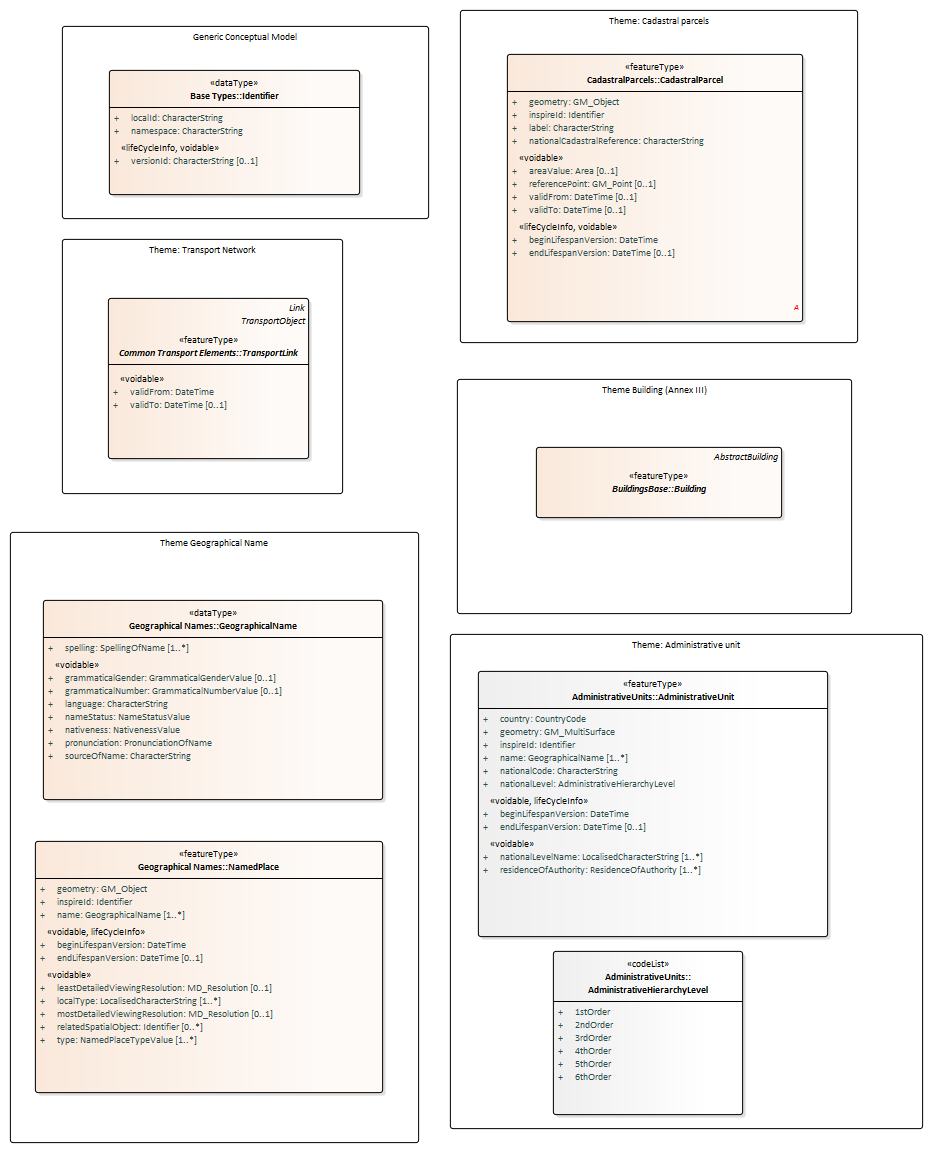 Generic Conceptual Model
«dataType»
Base Types::Identifier
+ localId: CharacterString
+ namespace: CharacterString
«lifeCycleInfo, voidable»
+ versionId: CharacterString [0..1]
Theme: Cadastral parcels
«featureType»
CadastralParcels::CadastralParcel
+ geometry: GM_Object
+ inspireId: Identifier
+ label: CharacterString
+ nationalCadastralReference: CharacterString
«voidable»
+ areaValue: Area [0..1]
+ referencePoint: GM_Point [0..1]
+ validFrom: DateTime [0..1]
+ validTo: DateTime [0..1]
«lifeCycleInfo, voidable»
+ beginLifespanVersion: DateTime
+ endLifespanVersion: DateTime [0..1]
A
Theme: Transport Network
Link
TransportObject
«featureType»
Common Transport Elements::TransportLink
«voidable»
+ validFrom: DateTime
+ validTo: DateTime [0..1]
Theme Building (Annex III)
AbstractBuilding
«featureType»
BuildingsBase::Building
Theme Geographical Name
«dataType»
Geographical Names::GeographicalName
+ spelling: SpellingOfName [1..*]
«voidable»
+ grammaticalGender: GrammaticalGenderValue [0..1]
+ grammaticalNumber: GrammaticalNumberValue [0..1]
+ language: CharacterString
+ nameStatus: NameStatusValue
+ nativeness: NativenessValue
+ pronunciation: PronunciationOfName
+ sourceOfName: CharacterString
«featureType»
Geographical Names::NamedPlace
+ geometry: GM_Object
+ inspireId: Identifier
+ name: GeographicalName [1..*]
«voidable, lifeCycleInfo»
+ beginLifespanVersion: DateTime
+ endLifespanVersion: DateTime [0..1]
«voidable»
+ leastDetailedViewingResolution: MD_Resolution [0..1]
+ localType: LocalisedCharacterString [1..*]
+ mostDetailedViewingResolution: MD_Resolution [0..1]
+ relatedSpatialObject: Identifier [0..*]
+ type: NamedPlaceTypeValue [1..*]
Theme: Administrative unit
«featureType»
AdministrativeUnits::AdministrativeUnit
+ country: CountryCode
+ geometry: GM_MultiSurface
+ inspireId: Identifier
+ name: GeographicalName [1..*]
+ nationalCode: CharacterString
+ nationalLevel: AdministrativeHierarchyLevel
«voidable, lifeCycleInfo»
+ beginLifespanVersion: DateTime
+ endLifespanVersion: DateTime [0..1]
«voidable»
+ nationalLevelName: LocalisedCharacterString [1..*]
+ residenceOfAuthority: ResidenceOfAuthority [1..*]
«codeList»
AdministrativeUnits::
AdministrativeHierarchyLevel
+ 1stOrder
+ 2ndOrder
+ 3rdOrder
+ 4thOrder
+ 5thOrder
+ 6thOrder